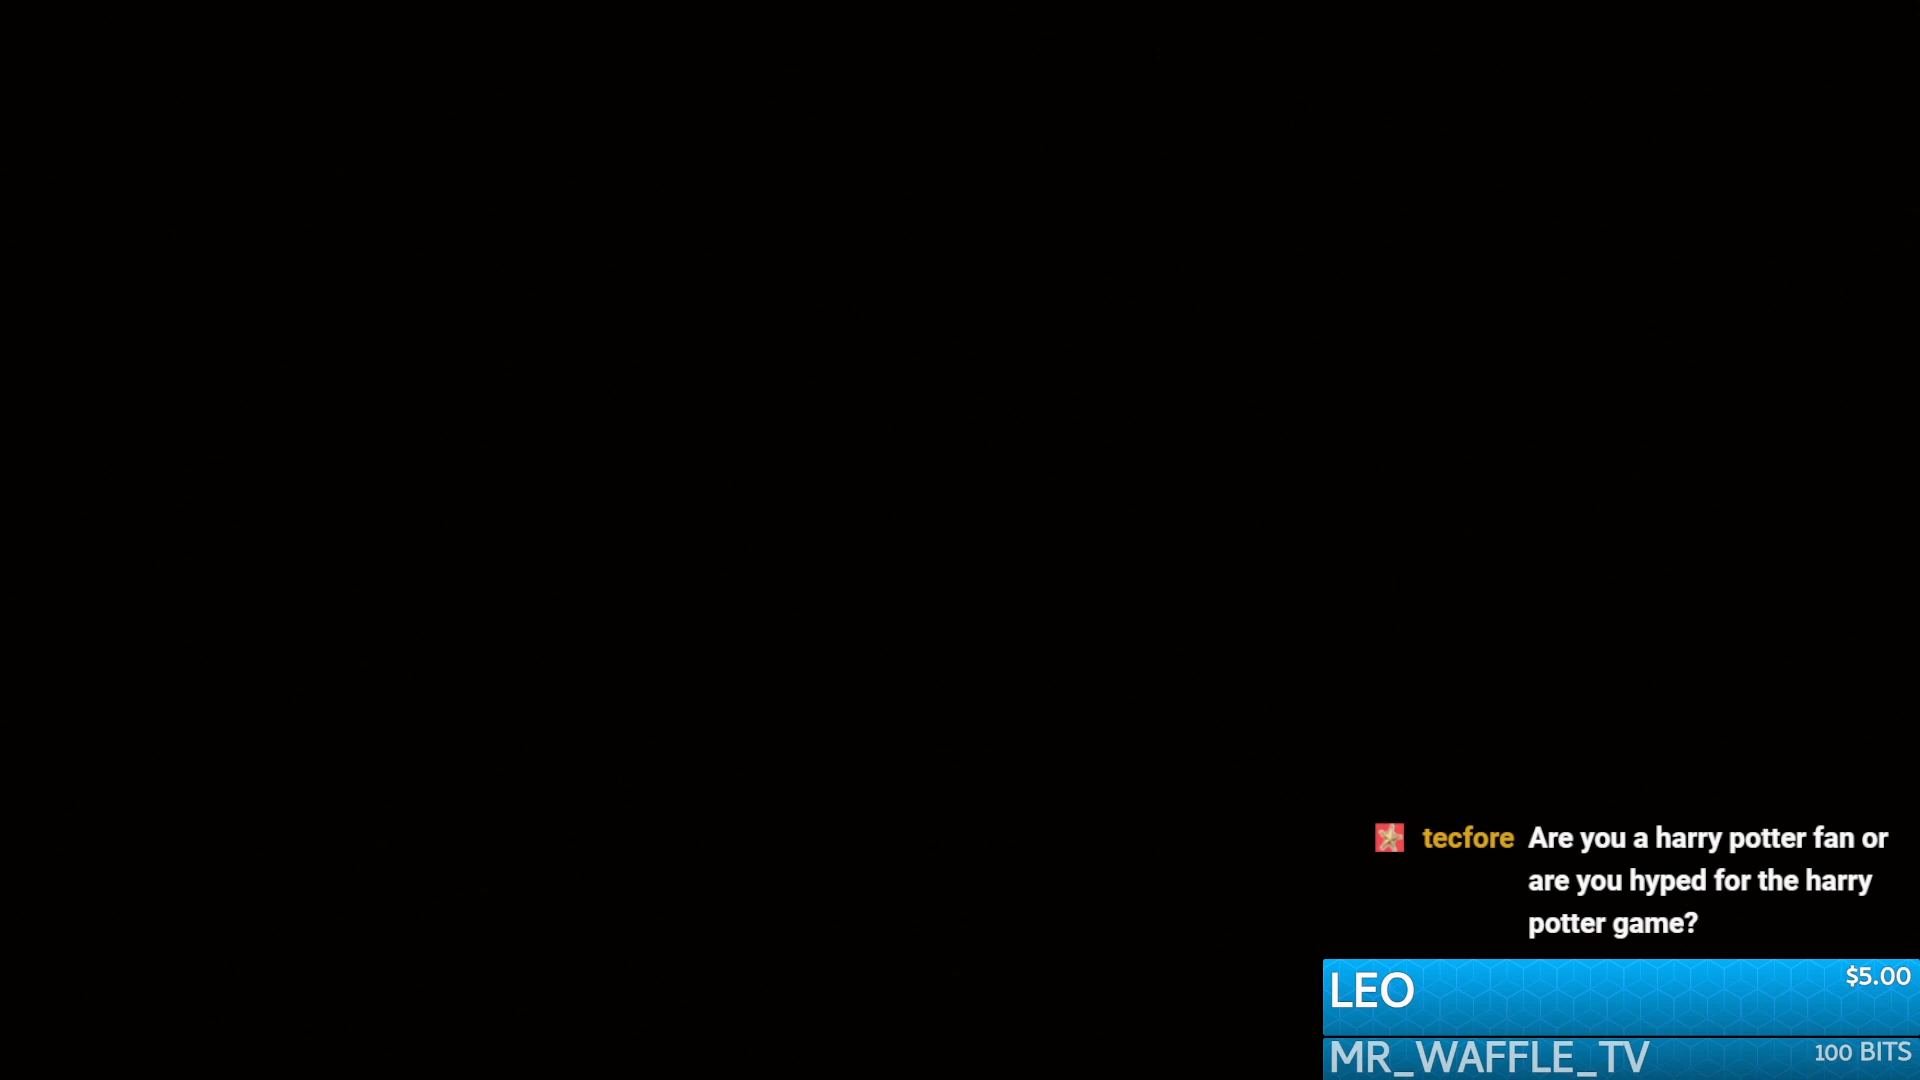 tecfore Are you a harry potter fan or
are you hyped for the harry
potter game?
LEO $5.00
MR_WAFFLE_TV 100 BITS